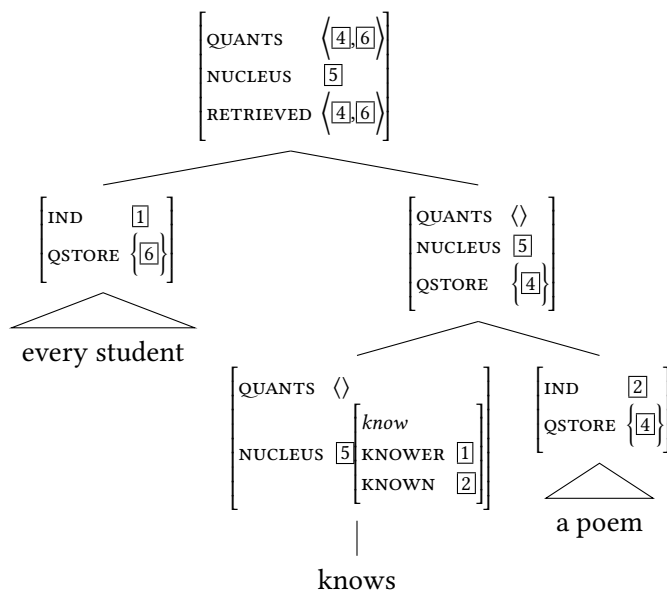 QUANTS ⟨[4],[6]⟩
NUCLEUS [5]
RETRIEVED ⟨[4],[6]⟩
IND [1]
QSTORE {[6]}
every student
QUANTS ⟨⟩
NUCLEUS [5]
QSTORE {[4]}
QUANTS ⟨⟩
NUCLEUS [5]
know
KNOWER [1]
KNOWN [2]
knows
IND [2]
QSTORE {[4]}
a poem